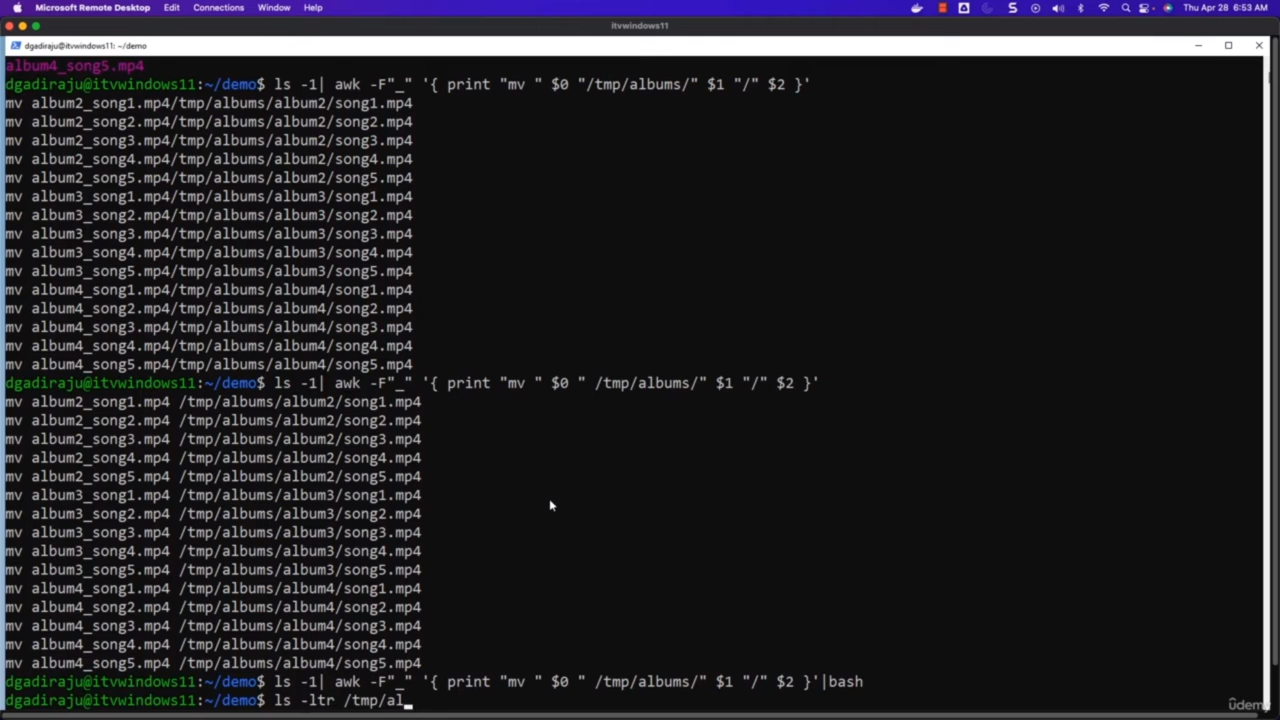 Microsoft Remote Desktop Edit Connections Window Help Thu Apr 28 6:53 AM
itvwindows11
dgadiraju@itvwindows11: ~/demo
album4_song5.mp4
dgadiraju@itvwindows11:~/demo$ ls -1| awk -F"_" '{ print "mv " $0 "/tmp/albums/" $1 "/" $2 }'
mv album2_song1.mp4/tmp/albums/album2/song1.mp4
mv album2_song2.mp4/tmp/albums/album2/song2.mp4
mv album2_song3.mp4/tmp/albums/album2/song3.mp4
mv album2_song4.mp4/tmp/albums/album2/song4.mp4
mv album2_song5.mp4/tmp/albums/album2/song5.mp4
mv album3_song1.mp4/tmp/albums/album3/song1.mp4
mv album3_song2.mp4/tmp/albums/album3/song2.mp4
mv album3_song3.mp4/tmp/albums/album3/song3.mp4
mv album3_song4.mp4/tmp/albums/album3/song4.mp4
mv album3_song5.mp4/tmp/albums/album3/song5.mp4
mv album4_song1.mp4/tmp/albums/album4/song1.mp4
mv album4_song2.mp4/tmp/albums/album4/song2.mp4
mv album4_song3.mp4/tmp/albums/album4/song3.mp4
mv album4_song4.mp4/tmp/albums/album4/song4.mp4
mv album4_song5.mp4/tmp/albums/album4/song5.mp4
dgadiraju@itvwindows11:~/demo$ ls -1| awk -F"_" '{ print "mv " $0 " /tmp/albums/" $1 "/" $2 }'
mv album2_song1.mp4 /tmp/albums/album2/song1.mp4
mv album2_song2.mp4 /tmp/albums/album2/song2.mp4
mv album2_song3.mp4 /tmp/albums/album2/song3.mp4
mv album2_song4.mp4 /tmp/albums/album2/song4.mp4
mv album2_song5.mp4 /tmp/albums/album2/song5.mp4
mv album3_song1.mp4 /tmp/albums/album3/song1.mp4
mv album3_song2.mp4 /tmp/albums/album3/song2.mp4
mv album3_song3.mp4 /tmp/albums/album3/song3.mp4
mv album3_song4.mp4 /tmp/albums/album3/song4.mp4
mv album3_song5.mp4 /tmp/albums/album3/song5.mp4
mv album4_song1.mp4 /tmp/albums/album4/song1.mp4
mv album4_song2.mp4 /tmp/albums/album4/song2.mp4
mv album4_song3.mp4 /tmp/albums/album4/song3.mp4
mv album4_song4.mp4 /tmp/albums/album4/song4.mp4
mv album4_song5.mp4 /tmp/albums/album4/song5.mp4
dgadiraju@itvwindows11:~/demo$ ls -1| awk -F"_" '{ print "mv " $0 " /tmp/albums/" $1 "/" $2 }'|bash
dgadiraju@itvwindows11:~/demo$ ls -ltr /tmp/al
ûdemy